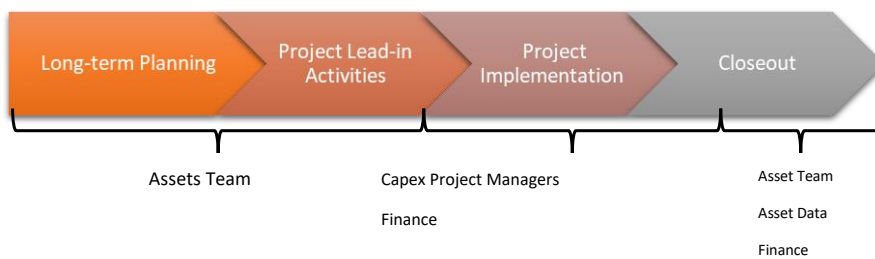 Long-term Planning
Project Lead-in
Activities
Project
Implementation
Closeout
Assets Team
Capex Project Managers
Finance
Asset Team
Asset Data
Finance